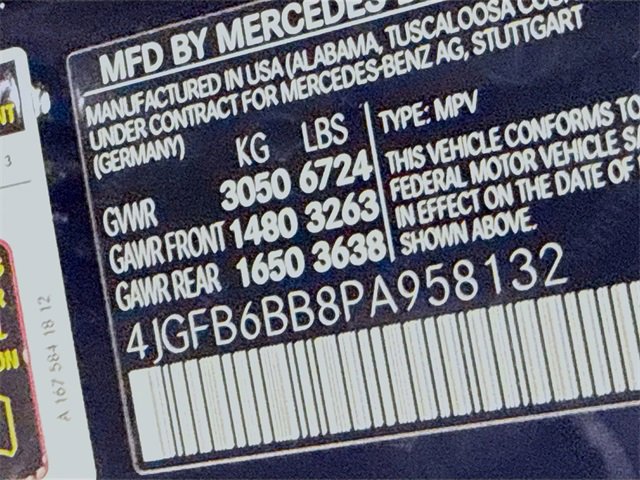 MFD BY MERCEDES
MANUFACTURED IN USA (ALABAMA, TUSCALOOSA
UNDER CONTRACT FOR MERCEDES-BENZ AG, STUTTGART
(GERMANY)
KG LBS
GVWR 3050 6724
GAWR FRONT 1480 3263
GAWR REAR 1650 3638
TYPE: MPV
THIS VEHICLE CONFORMS TO
FEDERAL MOTOR VEHICLE
IN EFFECT ON THE DATE OF
SHOWN ABOVE.
4JGFB6BB8PA958132
3
A 167 584 18 12